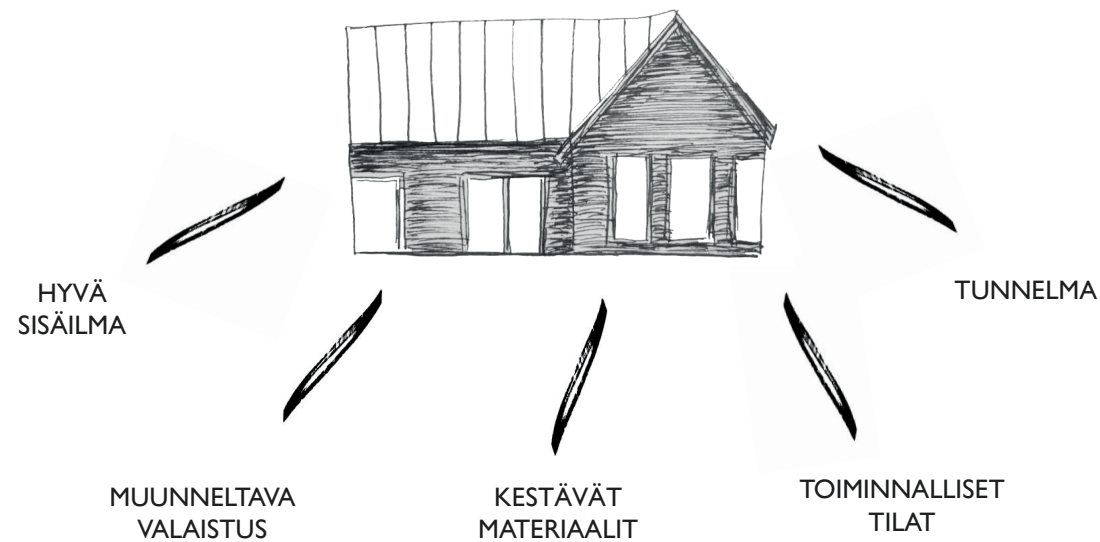 HYVÄ
SISÄILMA
MUUNNELTAVA
VALAISTUS
KESTÄVÄT
MATERIAALIT
TOIMINNALLISET
TILAT
TUNNELMA